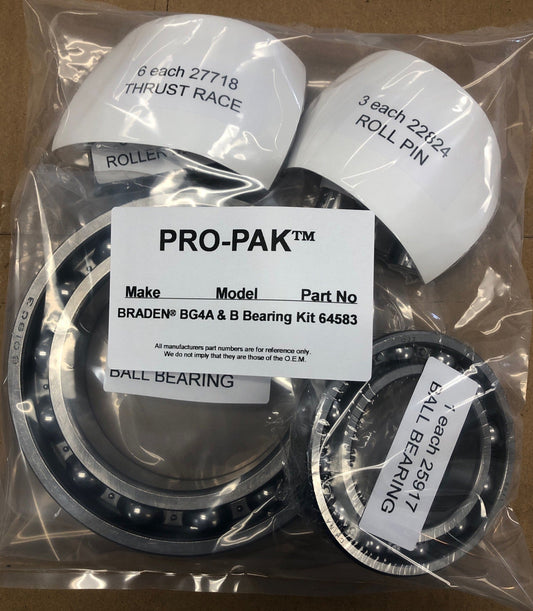 6 each 27718
THRUST RACE
3 each 22824
ROLL PIN
ROLLER
PRO-PAK™
Make Model Part No
BRADEN® BG4A & B Bearing Kit 64583
All manufacturers part numbers are for reference only.
We do not imply that they are those of the O.E.M.
BALL BEARING
1 each 25917
BALL BEARING